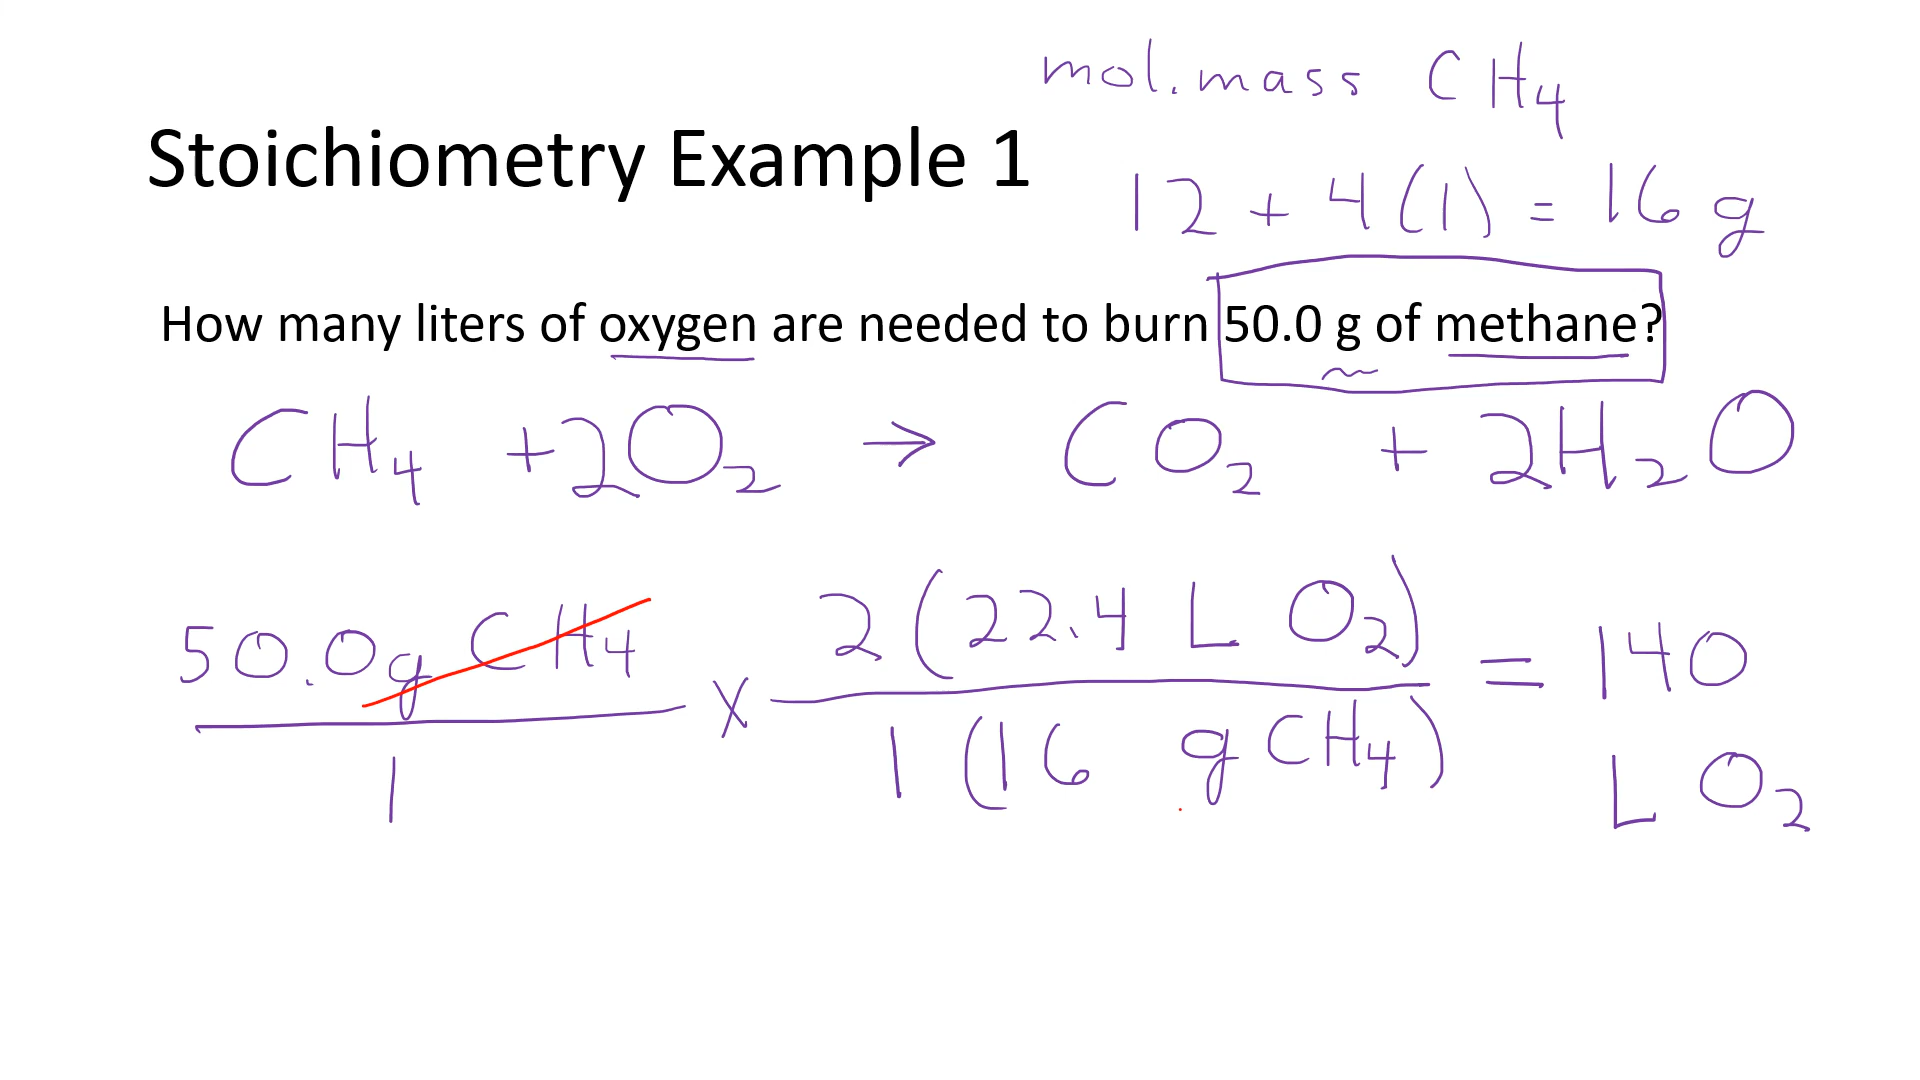 mol. mass CH4
Stoichiometry Example 1
12 + 4(1) = 16 g
How many liters of oxygen are needed to burn 50.0 g of methane?
CH4 + 2O2 → CO2 + 2H2O
50.0g CH4 / 1 x 2(22.4 L O2) / 1(16 g CH4) = 140
L O2